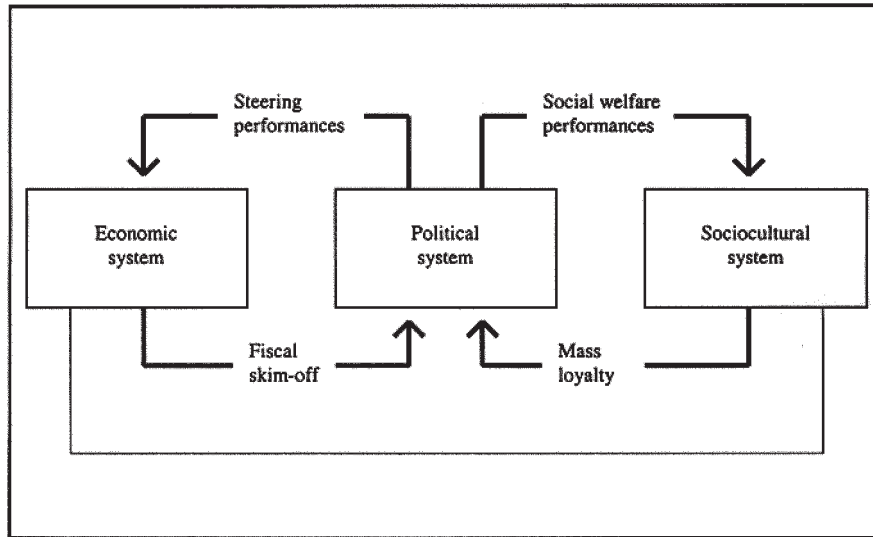 Steering
performances
Social welfare
performances
Economic
system
Political
system
Sociocultural
system
Fiscal
skim-off
Mass
loyalty